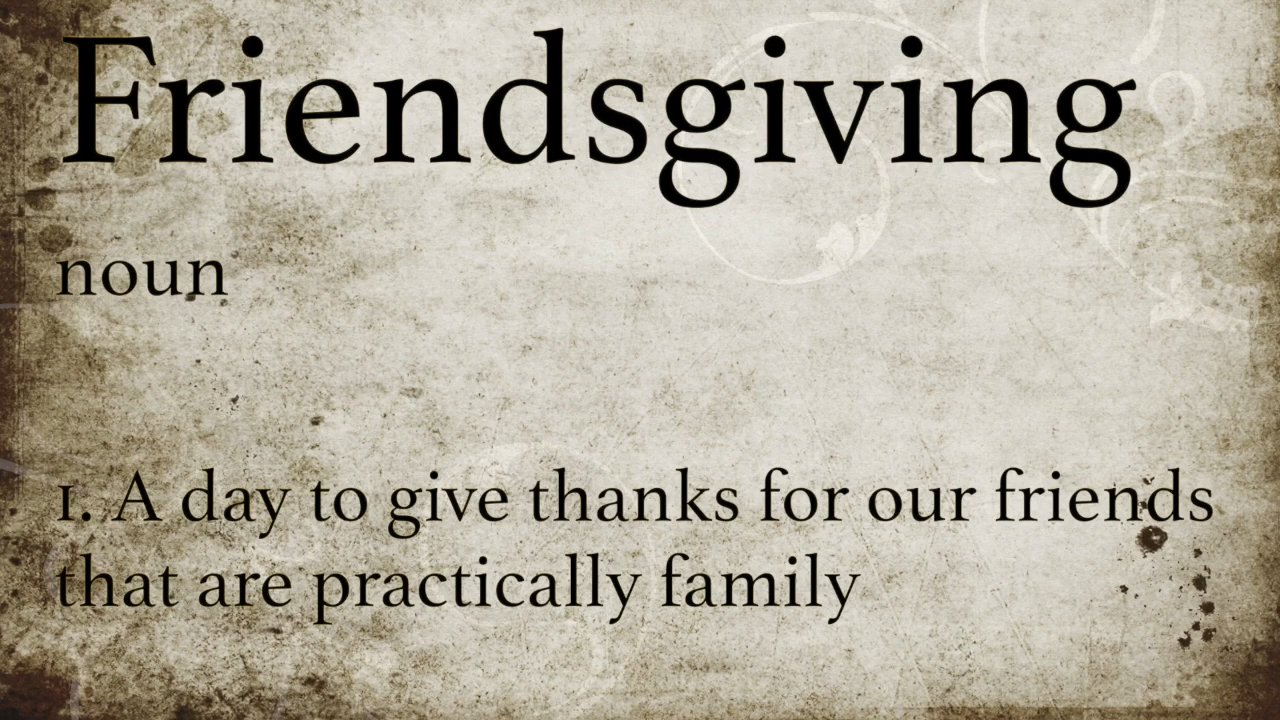 Friendsgiving
noun
1. A day to give thanks for our friends
that are practically family